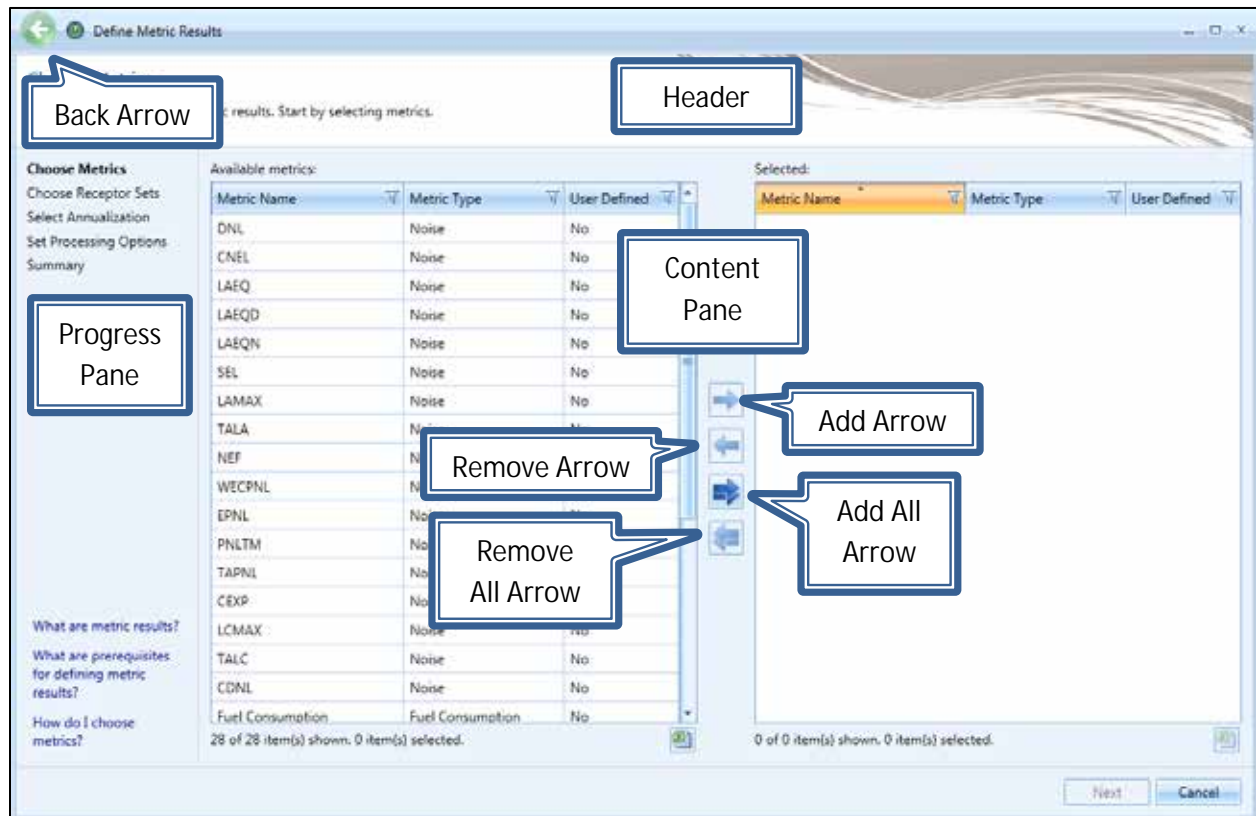 Define Metric Results
Back Arrow
Header
results. Start by selecting metrics.
Choose Metrics
Choose Receptor Sets
Select Annualization
Set Processing Options
Summary
Progress
Pane
What are metric results?
What are prerequisites
for defining metric
results?
How do I choose
metrics?
Available metrics:
Metric Name Metric Type User Defined
DNL Noise No
CNEL Noise No
LAEQ Noise No
LAEQD Noise No
LAEQN Noise No
SEL Noise No
LAMAX Noise No
TALA
NEF
WECPNL
EPNL
PNLTM
TAPNL
CEXP
LCMAX Noise No
TALC Noise No
CDNL Noise No
Fuel Consumption Fuel Consumption No
28 of 28 item(s) shown. 0 item(s) selected.
Content
Pane
Add Arrow
Remove Arrow
Add All
Arrow
Remove
All Arrow
Selected:
Metric Name Metric Type User Defined
0 of 0 item(s) shown. 0 item(s) selected.
Next Cancel